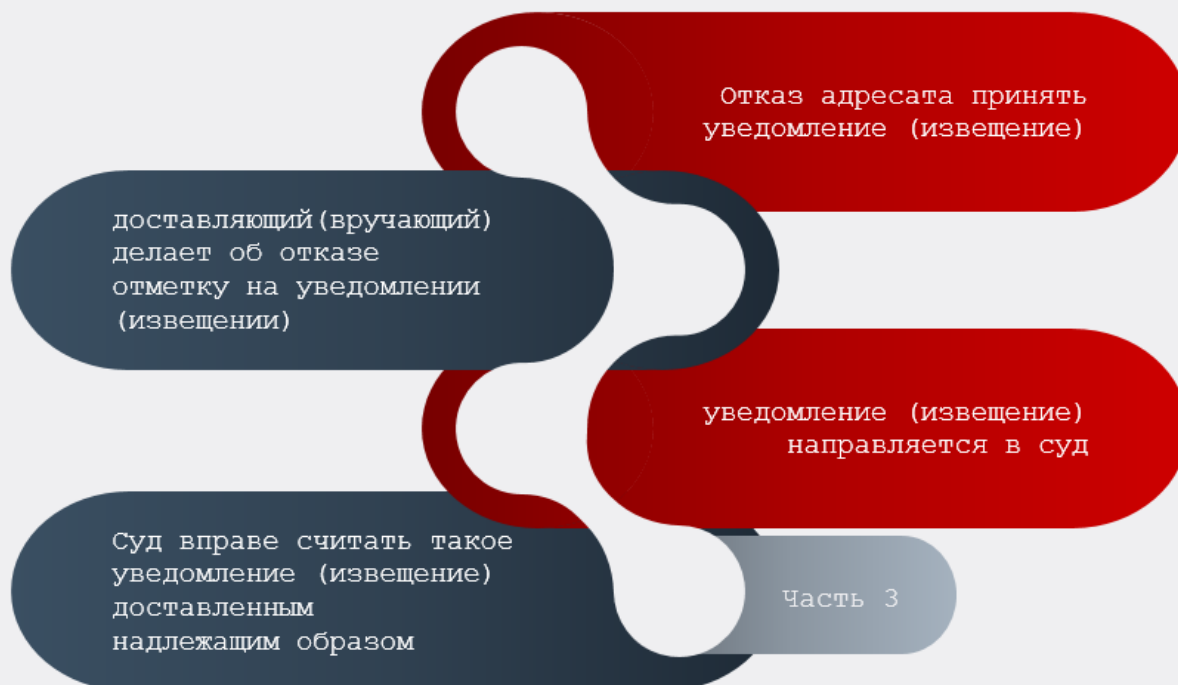 Отказ адресата принять
уведомление (извещение)
доставляющий(вручающий)
делает об отказе
отметку на уведомлении
(извещении)
уведомление (извещение)
направляется в суд
Суд вправе считать такое
уведомление (извещение)
доставленным
надлежащим образом
Часть 3